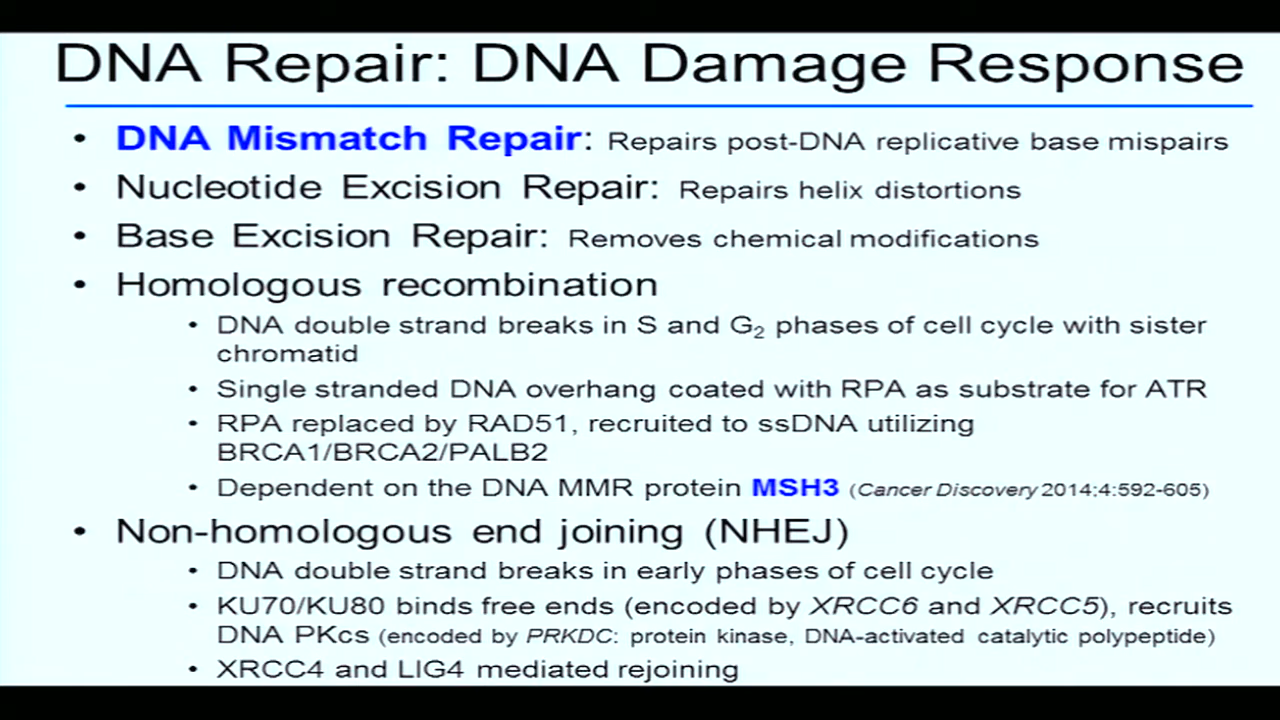 DNA Repair: DNA Damage Response
• DNA Mismatch Repair: Repairs post-DNA replicative base mispairs
• Nucleotide Excision Repair: Repairs helix distortions
• Base Excision Repair: Removes chemical modifications
• Homologous recombination
• DNA double strand breaks in S and G₂ phases of cell cycle with sister
chromatid
• Single stranded DNA overhang coated with RPA as substrate for ATR
• RPA replaced by RAD51, recruited to ssDNA utilizing
BRCA1/BRCA2/PALB2
• Dependent on the DNA MMR protein MSH3 (Cancer Discovery 2014;4:592-605)
• Non-homologous end joining (NHEJ)
• DNA double strand breaks in early phases of cell cycle
• KU70/KU80 binds free ends (encoded by XRCC6 and XRCC5), recruits
DNA PKcs (encoded by PRKDC: protein kinase, DNA-activated catalytic polypeptide)
• XRCC4 and LIG4 mediated rejoining